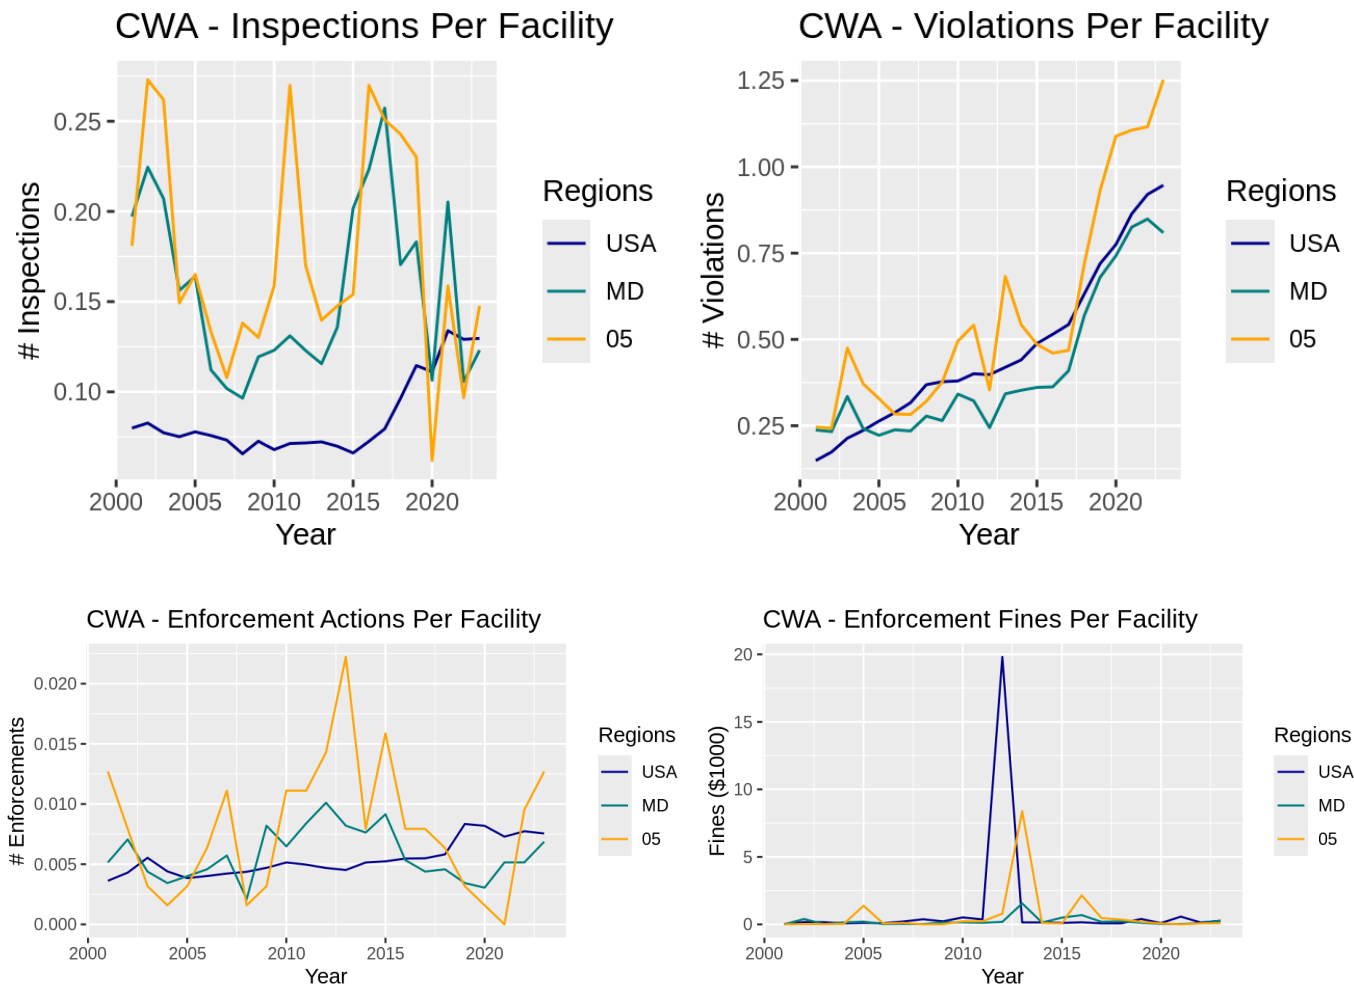 CWA - Inspections Per Facility
# Inspections
0.25
0.20
0.15
0.10
2000 2005 2010 2015 2020
Year
Regions
USA
MD
05
CWA - Violations Per Facility
# Violations
1.25
1.00
0.75
0.50
0.25
2000 2005 2010 2015 2020
Year
Regions
USA
MD
05
CWA - Enforcement Actions Per Facility
# Enforcements
0.020
0.015
0.010
0.005
0.000
2000 2005 2010 2015 2020
Year
Regions
USA
MD
05
CWA - Enforcement Fines Per Facility
Fines ($1000)
20
15
10
5
0
2000 2005 2010 2015 2020
Year
Regions
USA
MD
05